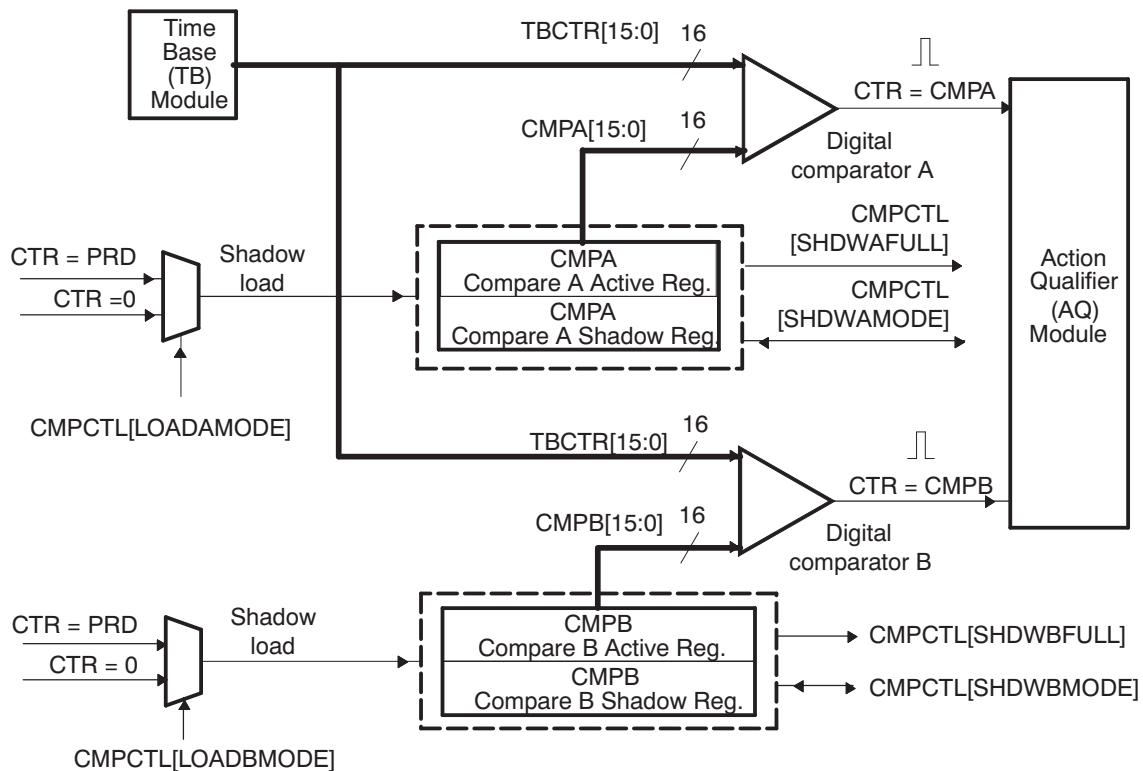 Time
Base
(TB)
Module
TBCTR[15:0]
16
CTR = CMPA
CMPA[15:0]
16
Digital
comparator A
CTR = PRD
CTR =0
Shadow
load
CMPCTL[LOADAMODE]
CMPA
Compare A Active Reg.
CMPA
Compare A Shadow Reg.
CMPCTL
[SHDWAFULL]
CMPCTL
[SHDWAMODE]
Action
Qualifier
(AQ)
Module
TBCTR[15:0]
16
CTR = CMPB
CMPB[15:0]
16
Digital
comparator B
CTR = PRD
CTR = 0
Shadow
load
CMPCTL[LOADBMODE]
CMPB
Compare B Active Reg.
CMPB
Compare B Shadow Reg.
CMPCTL[SHDWBFULL]
CMPCTL[SHDWBMODE]